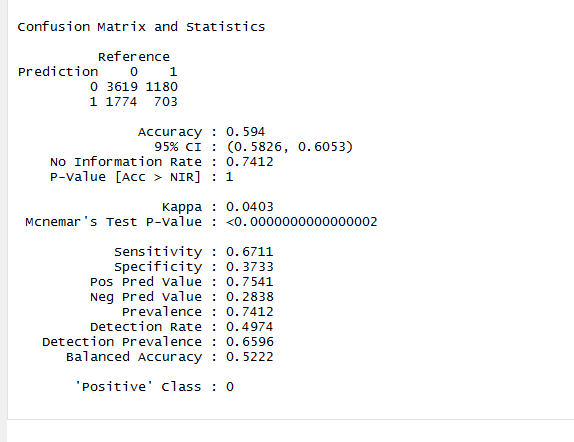 Confusion Matrix and Statistics
Reference
Prediction 0 1
0 3619 1180
1 1774 703
Accuracy : 0.594
95% CI : (0.5826, 0.6053)
No Information Rate : 0.7412
P-Value [Acc > NIR] : 1
Kappa : 0.0403
Mcnemar's Test P-Value : <0.0000000000000002
Sensitivity : 0.6711
Specificity : 0.3733
Pos Pred Value : 0.7541
Neg Pred Value : 0.2838
Prevalence : 0.7412
Detection Rate : 0.4974
Detection Prevalence : 0.6596
Balanced Accuracy : 0.5222
'Positive' Class : 0